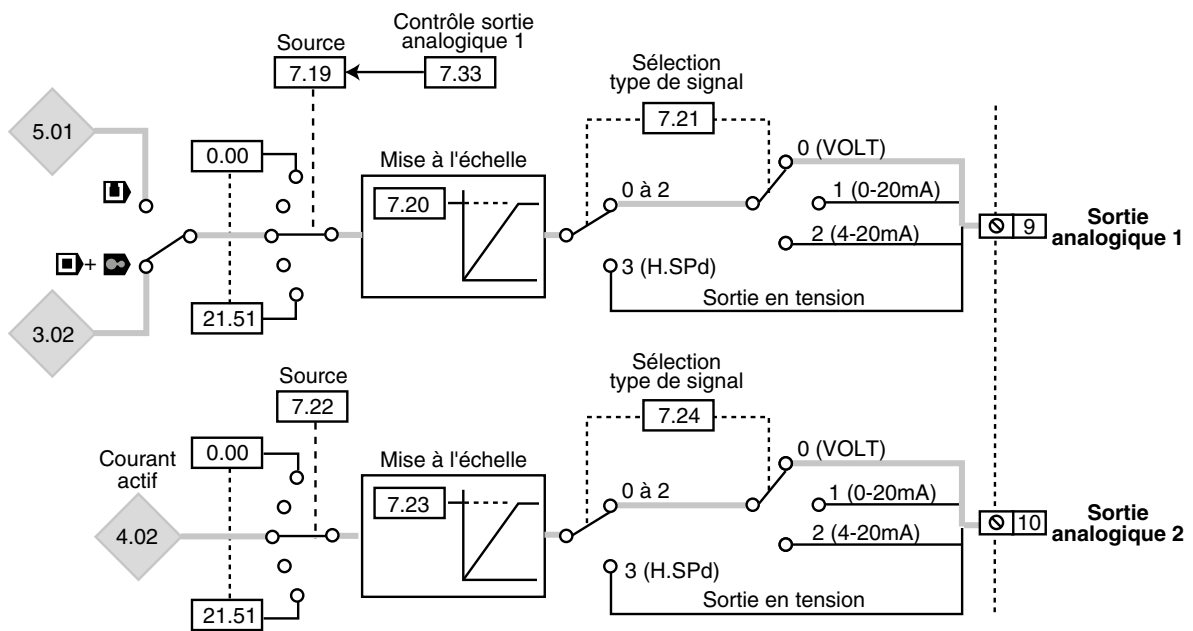 Contrôle sortie
analogique 1
Source
7.19
7.33
Sélection
type de signal
7.21
5.01
0.00
Mise à l'échelle
7.20
0 à 2
0 (VOLT)
1 (0-20mA)
2 (4-20mA)
9
Sortie
analogique 1
+
3 (H.SPd)
Sortie en tension
3.02
21.51
Source
7.22
Sélection
type de signal
7.24
Courant
actif
4.02
0.00
Mise à l'échelle
7.23
0 à 2
0 (VOLT)
1 (0-20mA)
2 (4-20mA)
10
Sortie
analogique 2
3 (H.SPd)
Sortie en tension
21.51